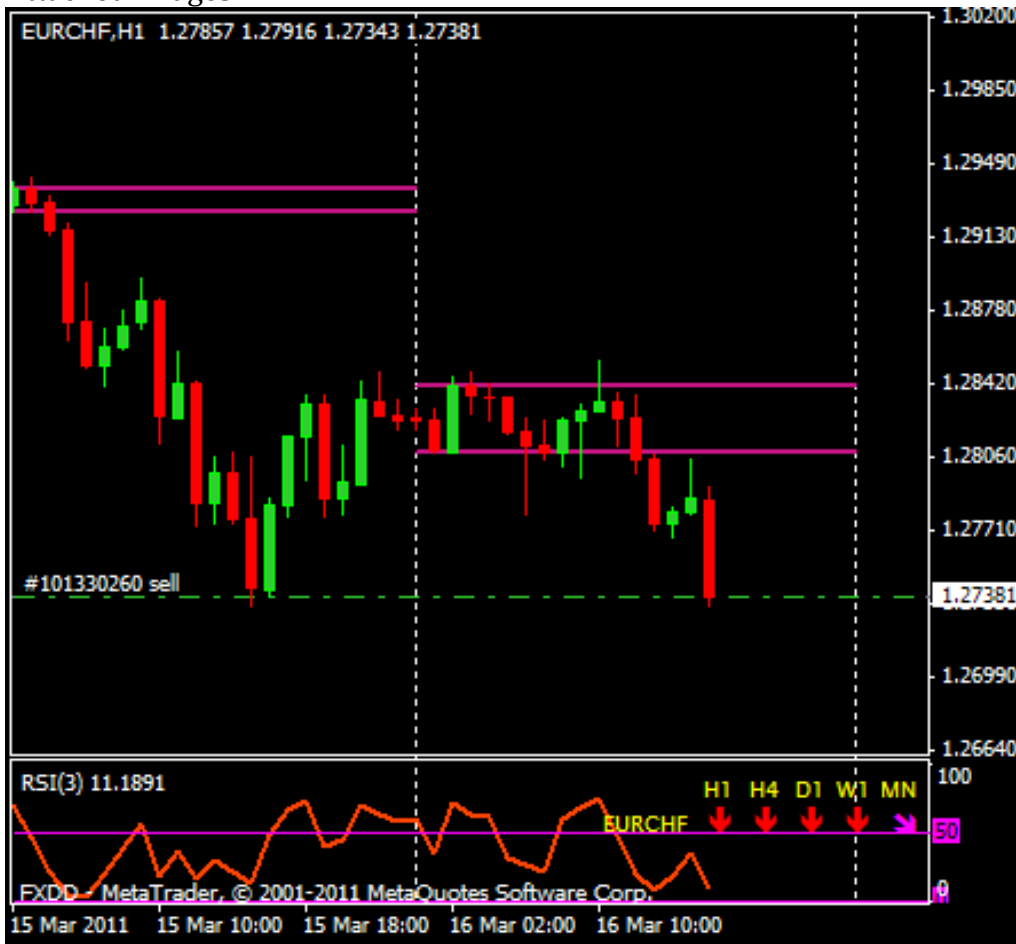 EURCHF,H1 1.27857 1.27916 1.27343 1.27381
1.30200
1.29850
1.29490
1.29130
1.28780
1.28420
1.28060
1.27710
#101330260 sell
1.27381
1.26990
1.26640
RSI(3) 11.1891
100
H1 H4 D1 W1 MN
EURCHF
50
0
FXDD - MetaTrader, © 2001-2011 MetaQuotes Software Corp.
15 Mar 2011 15 Mar 10:00 15 Mar 18:00 16 Mar 02:00 16 Mar 10:00